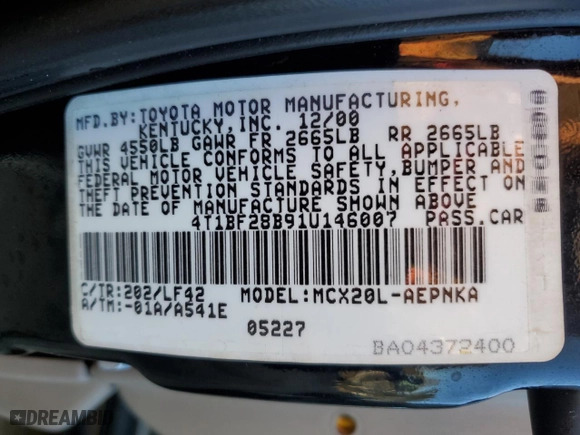 MFD.BY:TOYOTA MOTOR MANUFACTURING,
KENTUCKY,INC. 12/00
GVWR 4550LB GAWR FR 2665LB RR 2665LB
THIS VEHICLE CONFORMS TO ALL APPLICABLE
FEDERAL MOTOR VEHICLE SAFETY,BUMPER AND
THEFT PREVENTION STANDARDS IN EFFECT ON
THE DATE OF MANUFACTURE SHOWN ABOVE
4T1BF28B91U146007 PASS.CAR
C/TR:202/LF42 MODEL:MCX20L-AEPNKA
A/TM:-01A/A541E
05227
BA04372400
DREAMBI